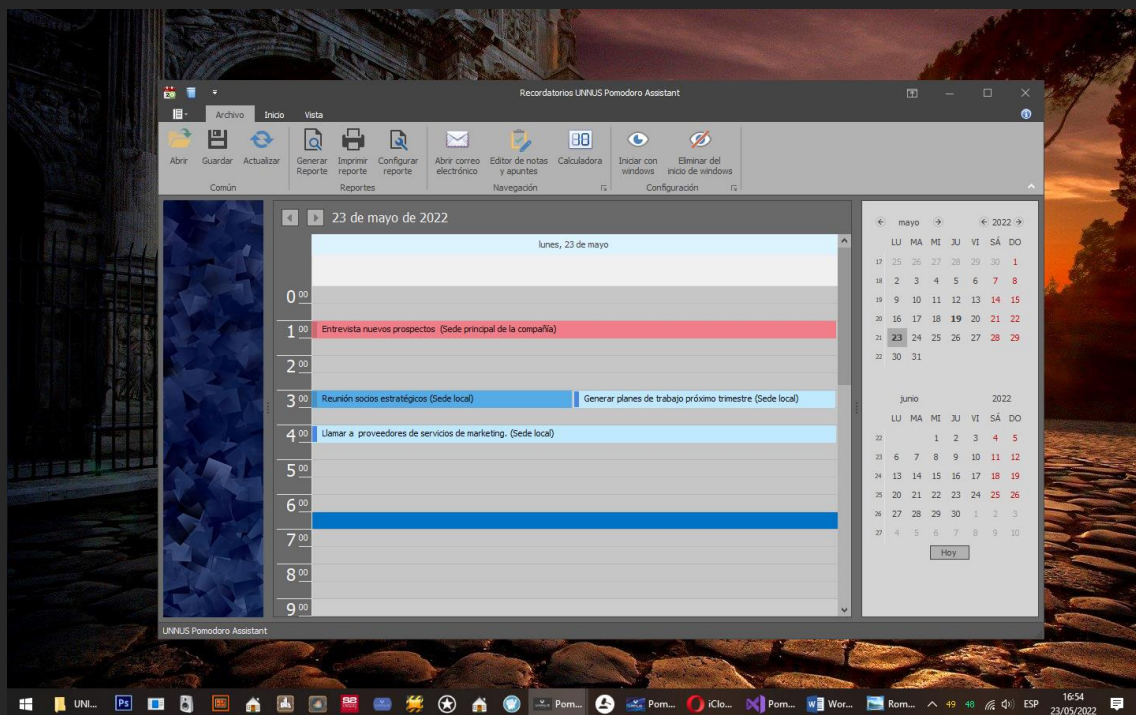 Recordatorios UNNUS Pomodoro Assistant
Archivo Inicio Vista
Abrir Guardar Actualizar
Generar Reporte Imprimir reporte Configurar reporte
Abrir correo electrónico Editor de notas y apuntes Calculadora
Iniciar con windows Eliminar del inicio de windows
Común Reportes Navegación Configuración
23 de mayo de 2022
lunes, 23 de mayo
0 00
1 00 Entrevista nuevos prospectos (Sede principal de la compañía)
2 00
3 00 Reunión socios estratégicos (Sede local) Generar planes de trabajo próximo trimestre (Sede local)
4 00 Llamar a proveedores de servicios de marketing. (Sede local)
5 00
6 00
7 00
8 00
9 00
mayo 2022
LU MA MI JU VI SÁ DO
17 25 26 27 28 29 30 1
18 2 3 4 5 6 7 8
19 9 10 11 12 13 14 15
20 16 17 18 19 20 21 22
21 23 24 25 26 27 28 29
22 30 31
junio 2022
LU MA MI JU VI SÁ DO
22 1 2 3 4 5
23 6 7 8 9 10 11 12
24 13 14 15 16 17 18 19
25 20 21 22 23 24 25 26
26 27 28 29 30 1 2 3
27 4 5 6 7 8 9 10
Hoy
UNNUS Pomodoro Assistant
UNI... Ps Pom... Pom... iClo... Pom... Wor... Rom... 49 48 ESP
16:54
23/05/2022